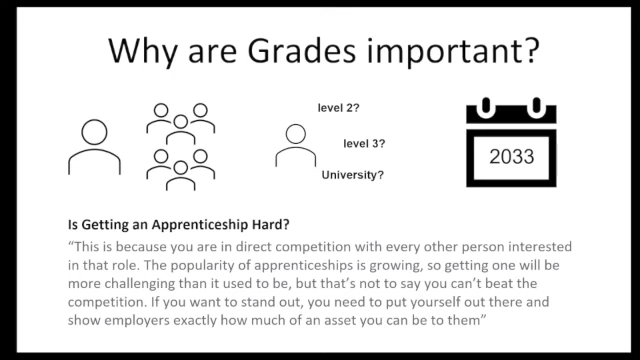 Why are Grades important?
level 2?
level 3?
University?
2033
Is Getting an Apprenticeship Hard?
“This is because you are in direct competition with every other person interested
in that role. The popularity of apprenticeships is growing, so getting one will be
more challenging than it used to be, but that’s not to say you can’t beat the
competition. If you want to stand out, you need to put yourself out there and
show employers exactly how much of an asset you can be to them”